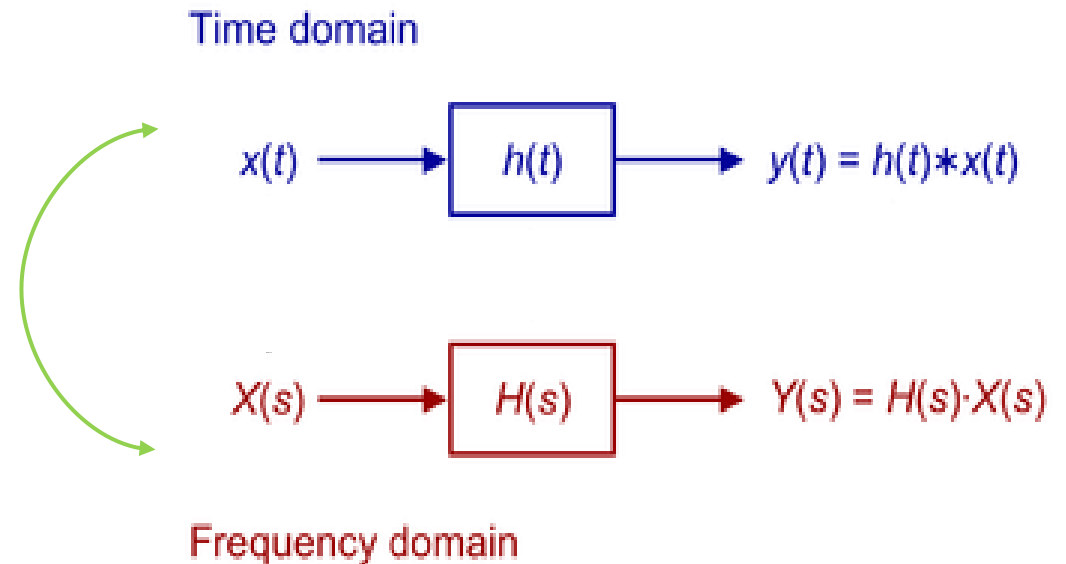 Time domain
x(t) h(t) y(t) = h(t)∗x(t)
X(s) H(s) Y(s) = H(s)·X(s)
Frequency domain